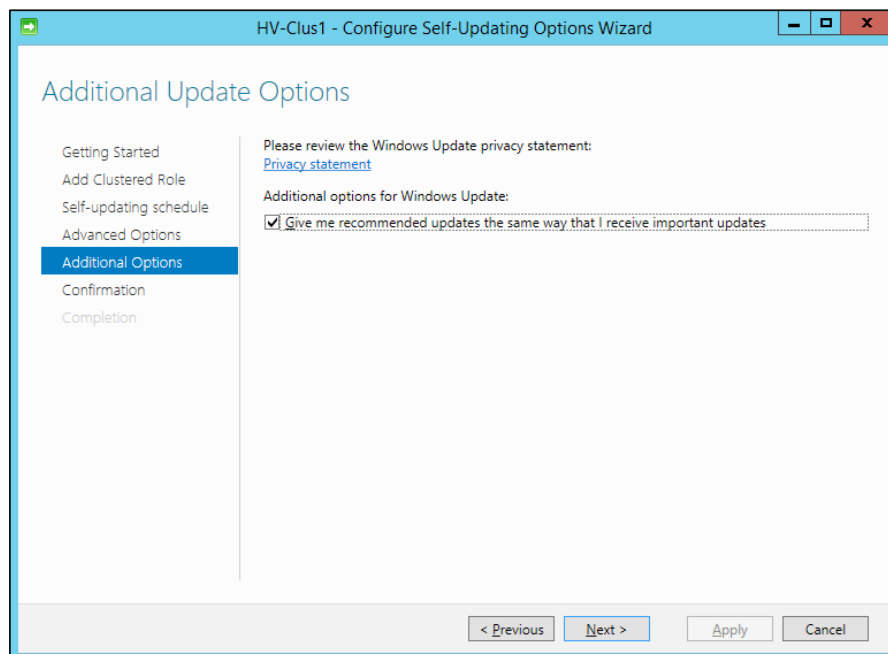 HV-Clus1 - Configure Self-Updating Options Wizard
Additional Update Options
Getting Started
Add Clustered Role
Self-updating schedule
Advanced Options
Additional Options
Confirmation
Completion
Please review the Windows Update privacy statement:
Privacy statement
Additional options for Windows Update:
Give me recommended updates the same way that I receive important updates
< Previous
Next >
Apply
Cancel